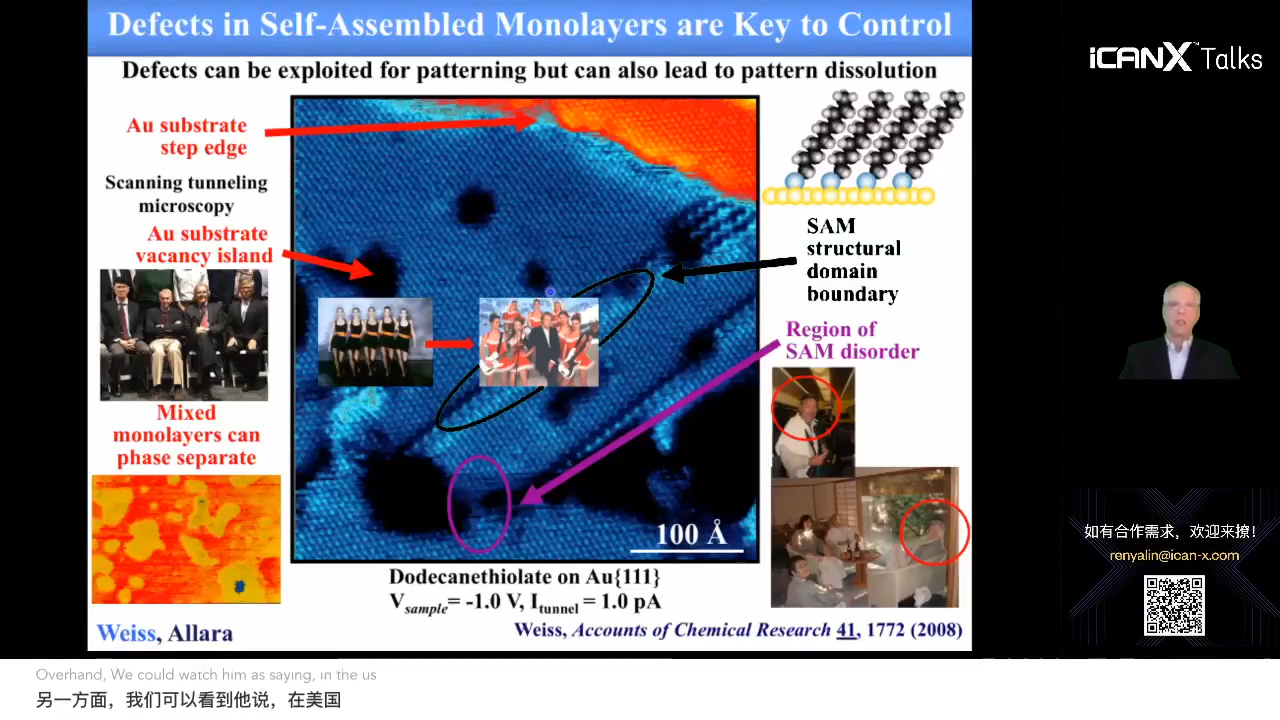 Defects in Self-Assembled Monolayers are Key to Control
Defects can be exploited for patterning but can also lead to pattern dissolution
Au substrate
step edge
Scanning tunneling
microscopy
Au substrate
vacancy island
Mixed
monolayers can
phase separate
Weiss, Allara
100 Å
Dodecanethiolate on Au{111}
Vsample= -1.0 V, Itunnel = 1.0 pA
SAM
structural
domain
boundary
Region of
SAM disorder
Weiss, Accounts of Chemical Research 41, 1772 (2008)
iCANX™ Talks
如有合作需求，欢迎来撩！
renyalin@ican-x.com
Overhand, We could watch him as saying, in the us
另一方面，我们可以看到他说，在美国